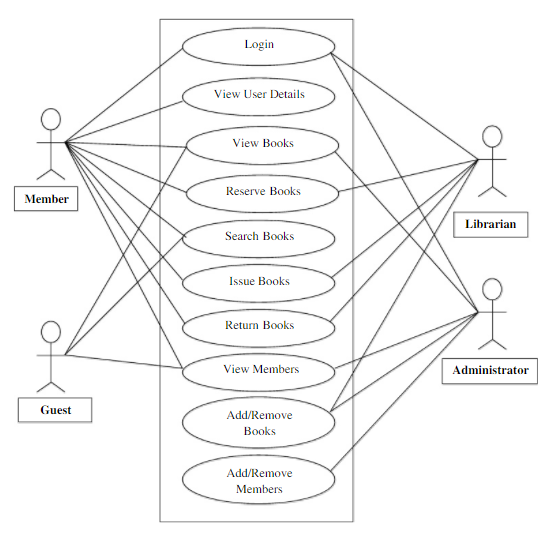 Login
View User Details
View Books
Reserve Books
Member
Librarian
Search Books
Issue Books
Return Books
View Members
Administrator
Guest
Add/Remove
Books
Add/Remove
Members